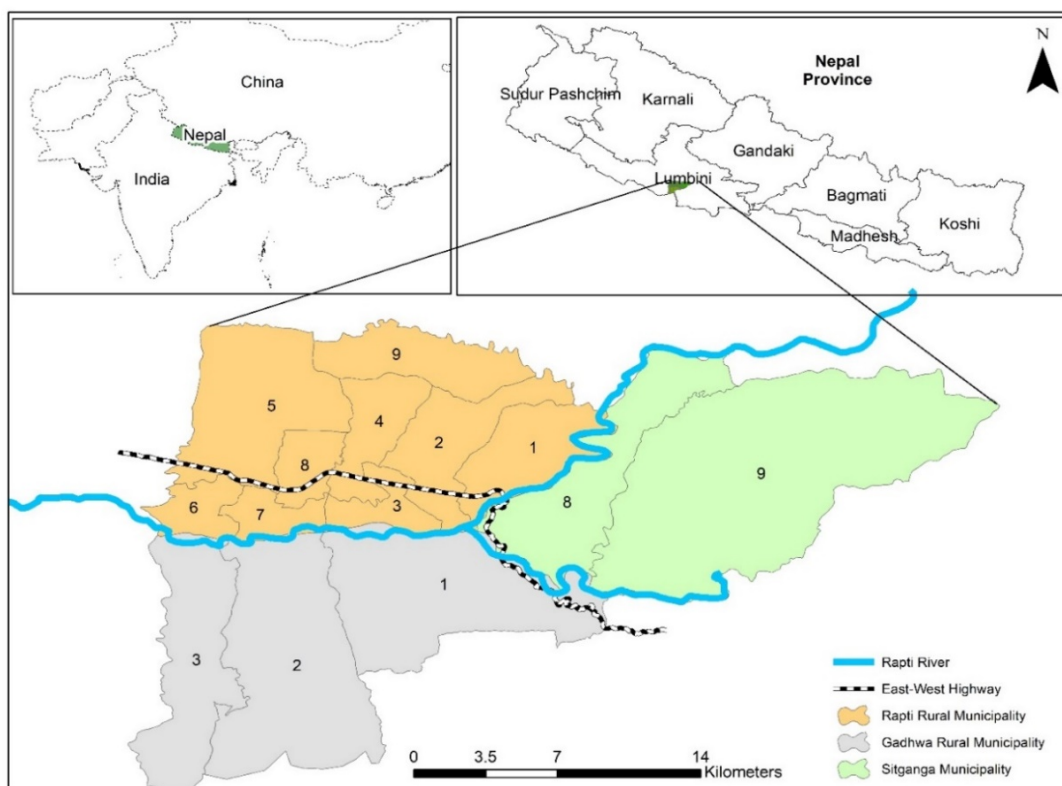 China
Nepal
India
N
Nepal
Province
Sudur Pashchim
Karnali
Gandaki
Lumbini
Bagmati
Madhesh
Koshi
9
5
4
2
1
8
6
7
3
8
9
1
3
2
Rapti River
East-West Highway
Rapti Rural Municipality
Gadhwa Rural Municipality
Sitganga Municipality
0 3.5 7 14
Kilometers